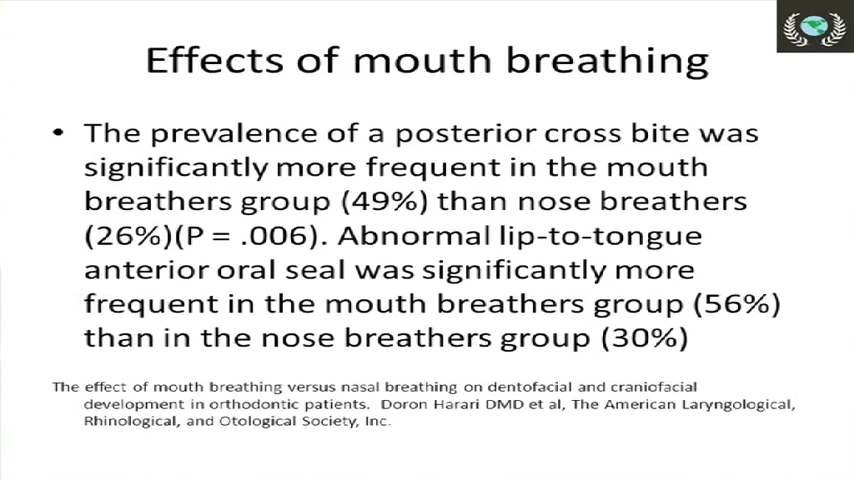 Effects of mouth breathing
• The prevalence of a posterior cross bite was
significantly more frequent in the mouth
breathers group (49%) than nose breathers
(26%)(P = .006). Abnormal lip-to-tongue
anterior oral seal was significantly more
frequent in the mouth breathers group (56%)
than in the nose breathers group (30%)
The effect of mouth breathing versus nasal breathing on dentofacial and craniofacial
development in orthodontic patients. Doron Harari DMD et al, The American Laryngological,
Rhinological, and Otological Society, Inc.